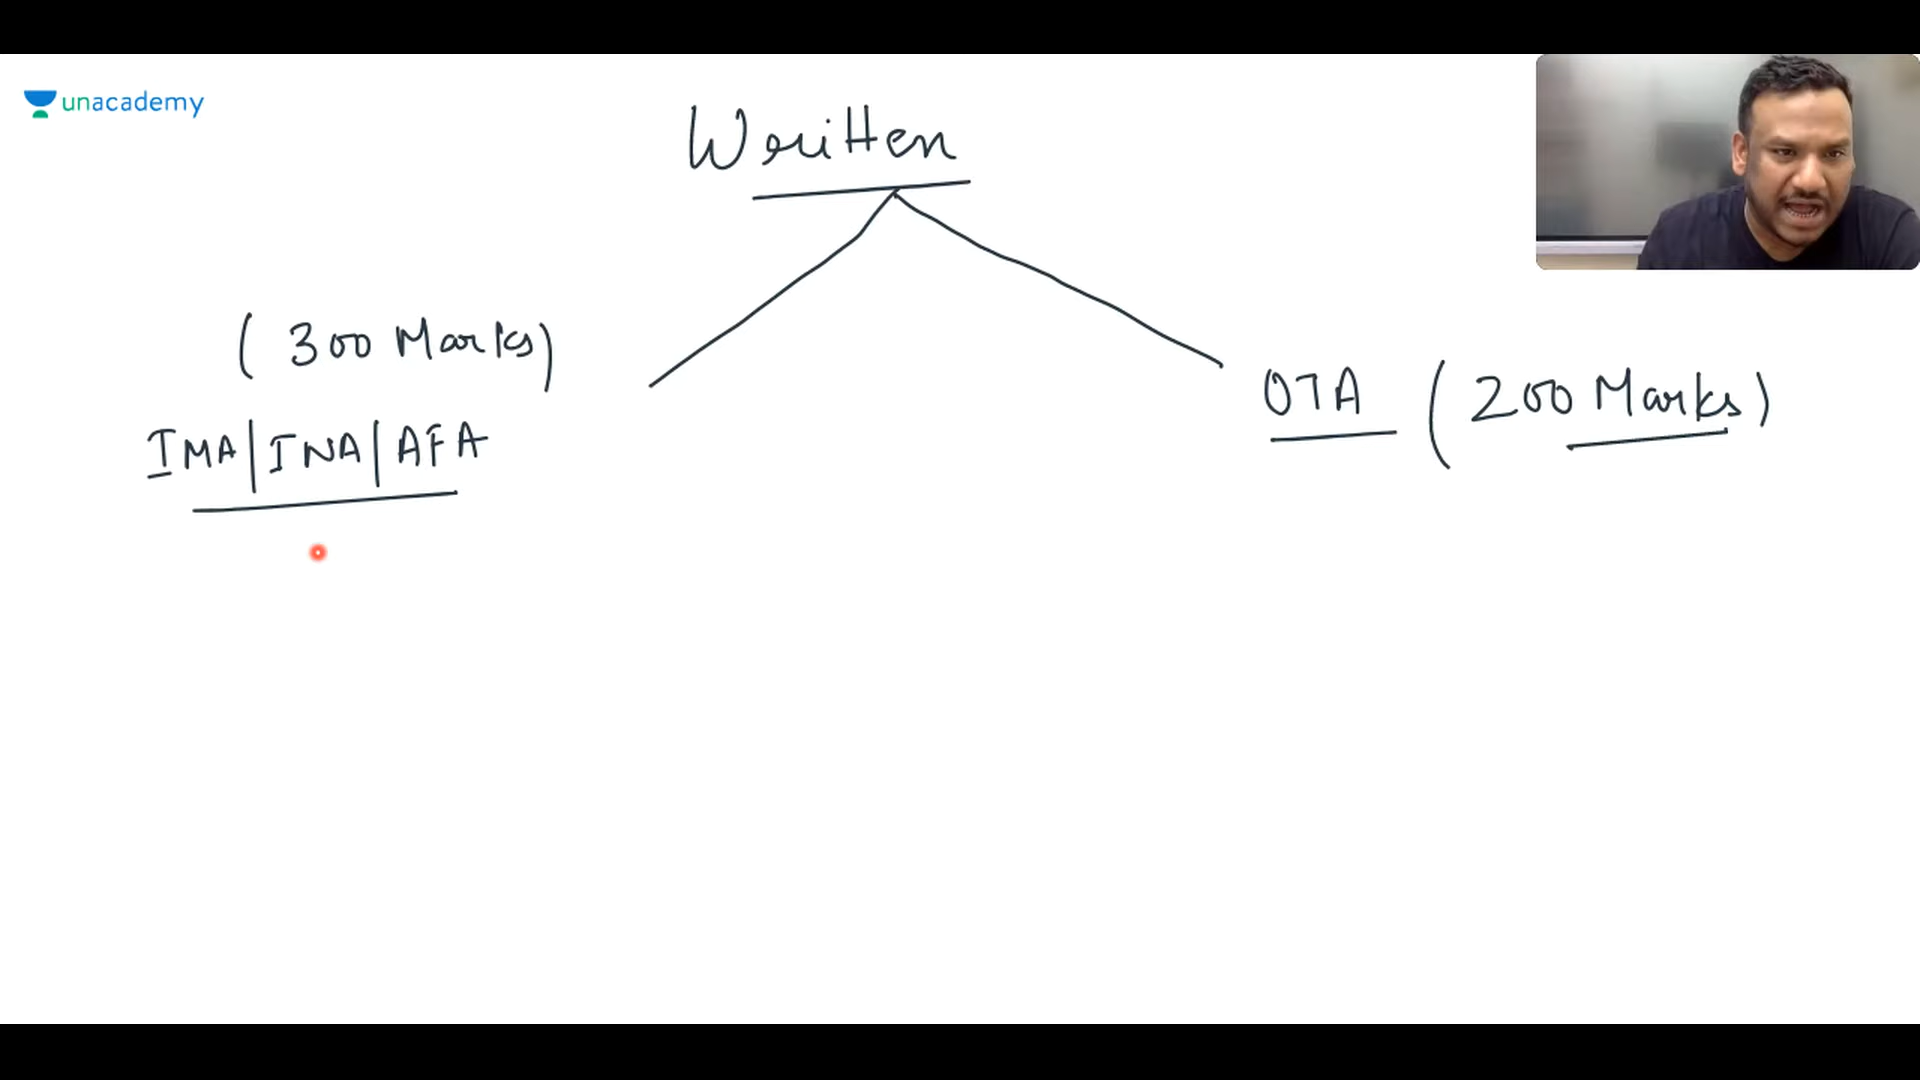 unacademy
Written
(300 Marks)
IMA|INA|AFA
OTA (200 Marks)